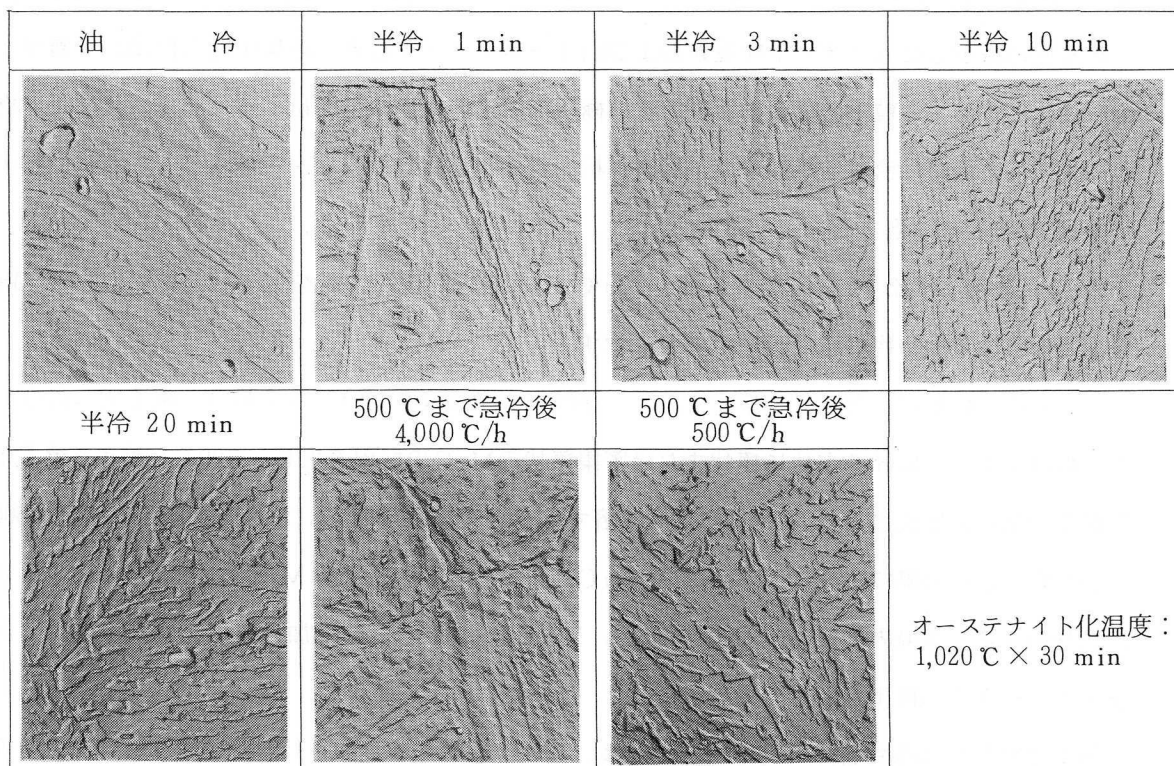 油 冷
半冷 1 min
半冷 3 min
半冷 10 min
半冷 20 min
500 ℃まで急冷後
4,000 ℃/h
500 ℃まで急冷後
500 ℃/h
オーステナイト化温度：
1,020 ℃ × 30 min